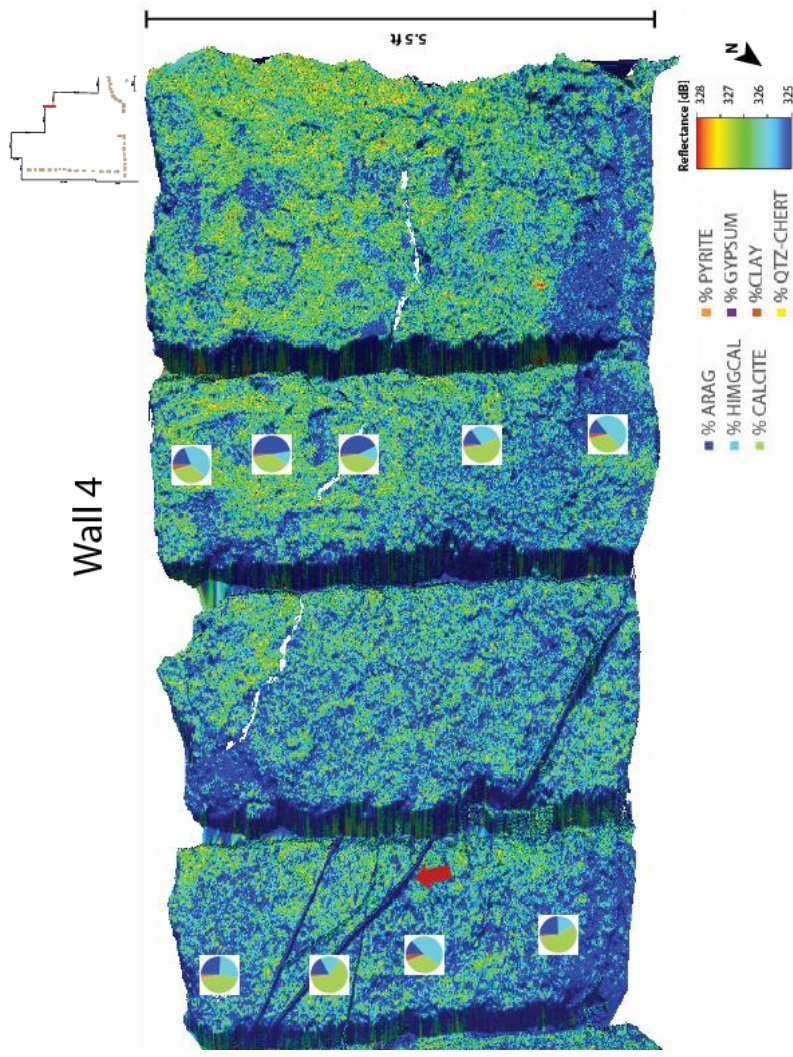 5.5 ft
N
Reflectance [dB]
328
327
326
325
Wall 4
% ARAG
% HIMGCAL
% CALCITE
% PYRITE
% GYPSUM
%CLAY
% QTZ-CHERT